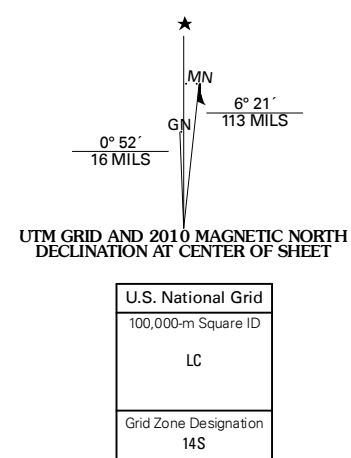 ★
MN
GN
6° 21´
113 MILS
0° 52´
16 MILS
UTM GRID AND 2010 MAGNETIC NORTH
DECLINATION AT CENTER OF SHEET
U.S. National Grid
100,000-m Square ID
LC
Grid Zone Designation
14S